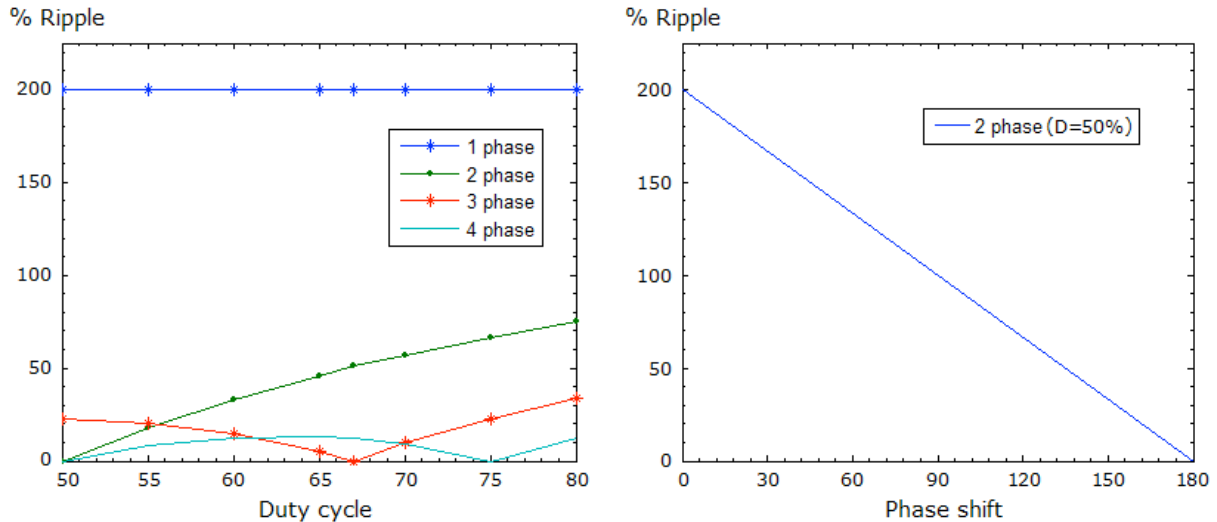 % Ripple
200
150
100
50
0
50
55
60
65
70
75
80
Duty cycle
1 phase
2 phase
3 phase
4 phase
% Ripple
200
150
100
50
0
0
30
60
90
120
150
180
Phase shift
2 phase (D=50%)